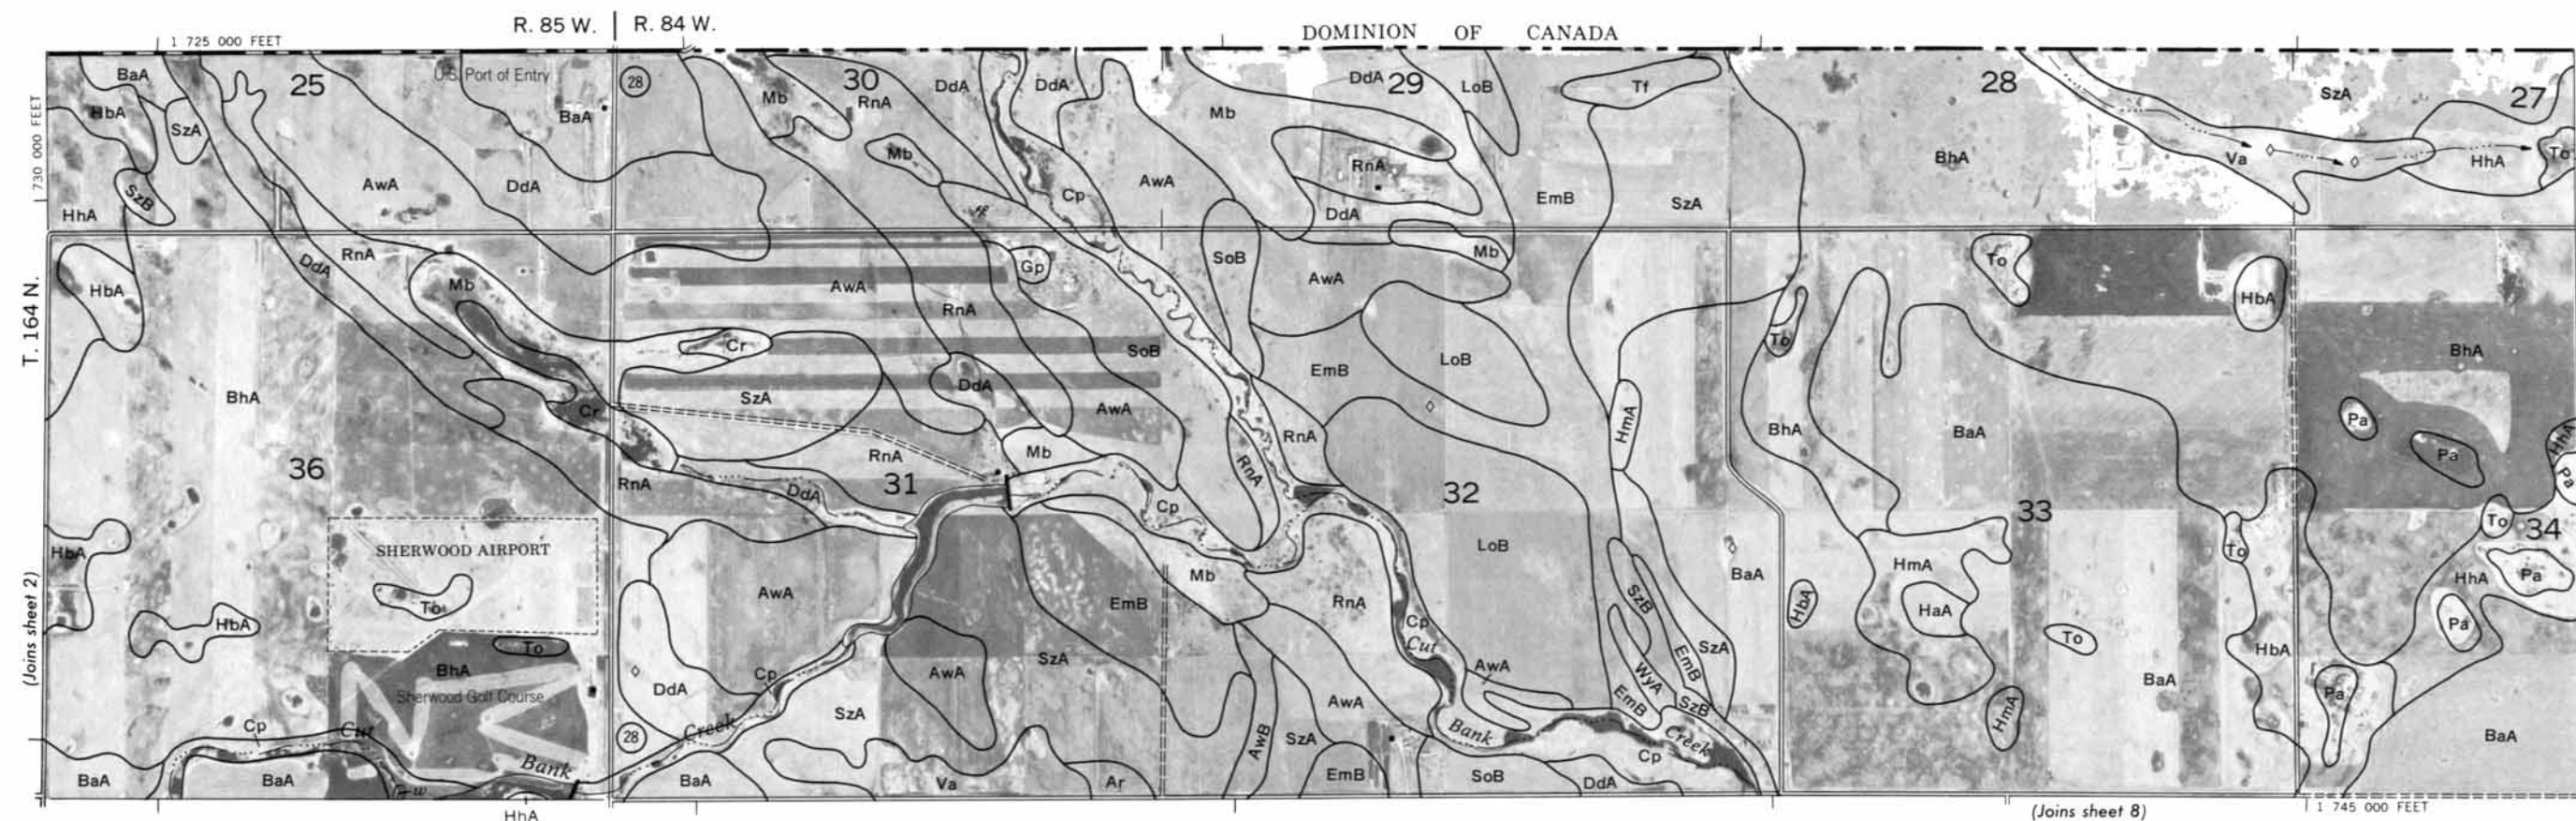 R. 85 W. R. 84 W. DOMINION OF CANADA
1 725 000 FEET
BaA 25 U.S. Port of Entry 28 30 DdA DdA DdA 29 LoB Tf 28 SzA 27
HbA SzA BaA Mb RnA Mb
730 000 FEET
Mb RnA BhA Va HhA To
SzB AwA DdA Cp AwA EmB SzA
HhA DdA
RnA DdA Mb
HbA Mb Gp SoB AwA To HbA
T. 164 N.
AwA
RnA
Cr SoB LoB To BhA
BhA SzA DdA EmB
Cr AwA HmA Pa
RnA Mb RnA BhA BaA Pa HhA Pa
36 RnA DdA 31 RnA 32 33
Cp To 34
HbA SHERWOOD AIRPORT LoB To
AwA Mb BaA HmA HhA Pa
To EmB RnA SzB HbA HaA
HbA Cp Pa
To To
BhA AwA SzA Cut SzA HbA
Sherwood Golf Course DdA Cp AwA WyA EmB BaA Pa
(Joins sheet 2)
Cp Cut 28 Creek SzA AwA EmB SzB HmA
Bank AwB SzA Bank Creek BaA
BaA BaA w BaA Va Ar EmB SoB Cp DdA
HhA (Joins sheet 8) 1 745 000 FEET